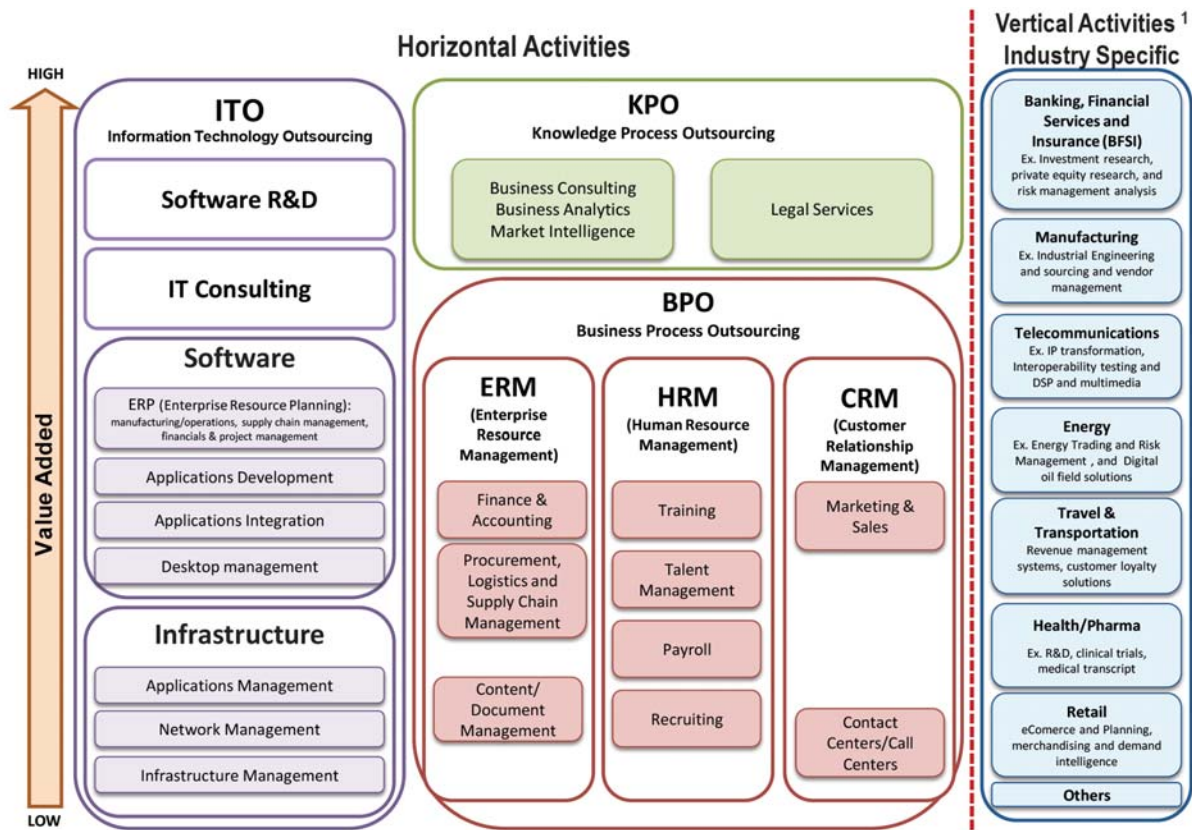 Horizontal Activities
Vertical Activities 1
Industry Specific
HIGH
Value Added
LOW
ITO
Information Technology Outsourcing
Software R&D
IT Consulting
Software
ERP (Enterprise Resource Planning):
manufacturing/operations, supply chain management,
financials & project management
Applications Development
Applications Integration
Desktop management
Infrastructure
Applications Management
Network Management
Infrastructure Management
KPO
Knowledge Process Outsourcing
Business Consulting
Business Analytics
Market Intelligence
Legal Services
BPO
Business Process Outsourcing
ERM
(Enterprise
Resource
Management)
Finance &
Accounting
Procurement,
Logistics and
Supply Chain
Management
Content/
Document
Management
HRM
(Human Resource
Management)
Training
Talent
Management
Payroll
Recruiting
CRM
(Customer
Relationship
Management)
Marketing &
Sales
Contact
Centers/Call
Centers
Banking, Financial
Services and
Insurance (BFSI)
Ex. Investment research,
private equity research, and
risk management analysis
Manufacturing
Ex. Industrial Engineering
and sourcing and vendor
management
Telecommunications
Ex. IP transformation,
Interoperability testing and
DSP and multimedia
Energy
Ex. Energy Trading and Risk
Management , and Digital
oil field solutions
Travel &
Transportation
Revenue management
systems, customer loyalty
solutions
Health/Pharma
Ex. R&D, clinical trials,
medical transcript
Retail
eComerce and Planning,
merchandising and demand
intelligence
Others